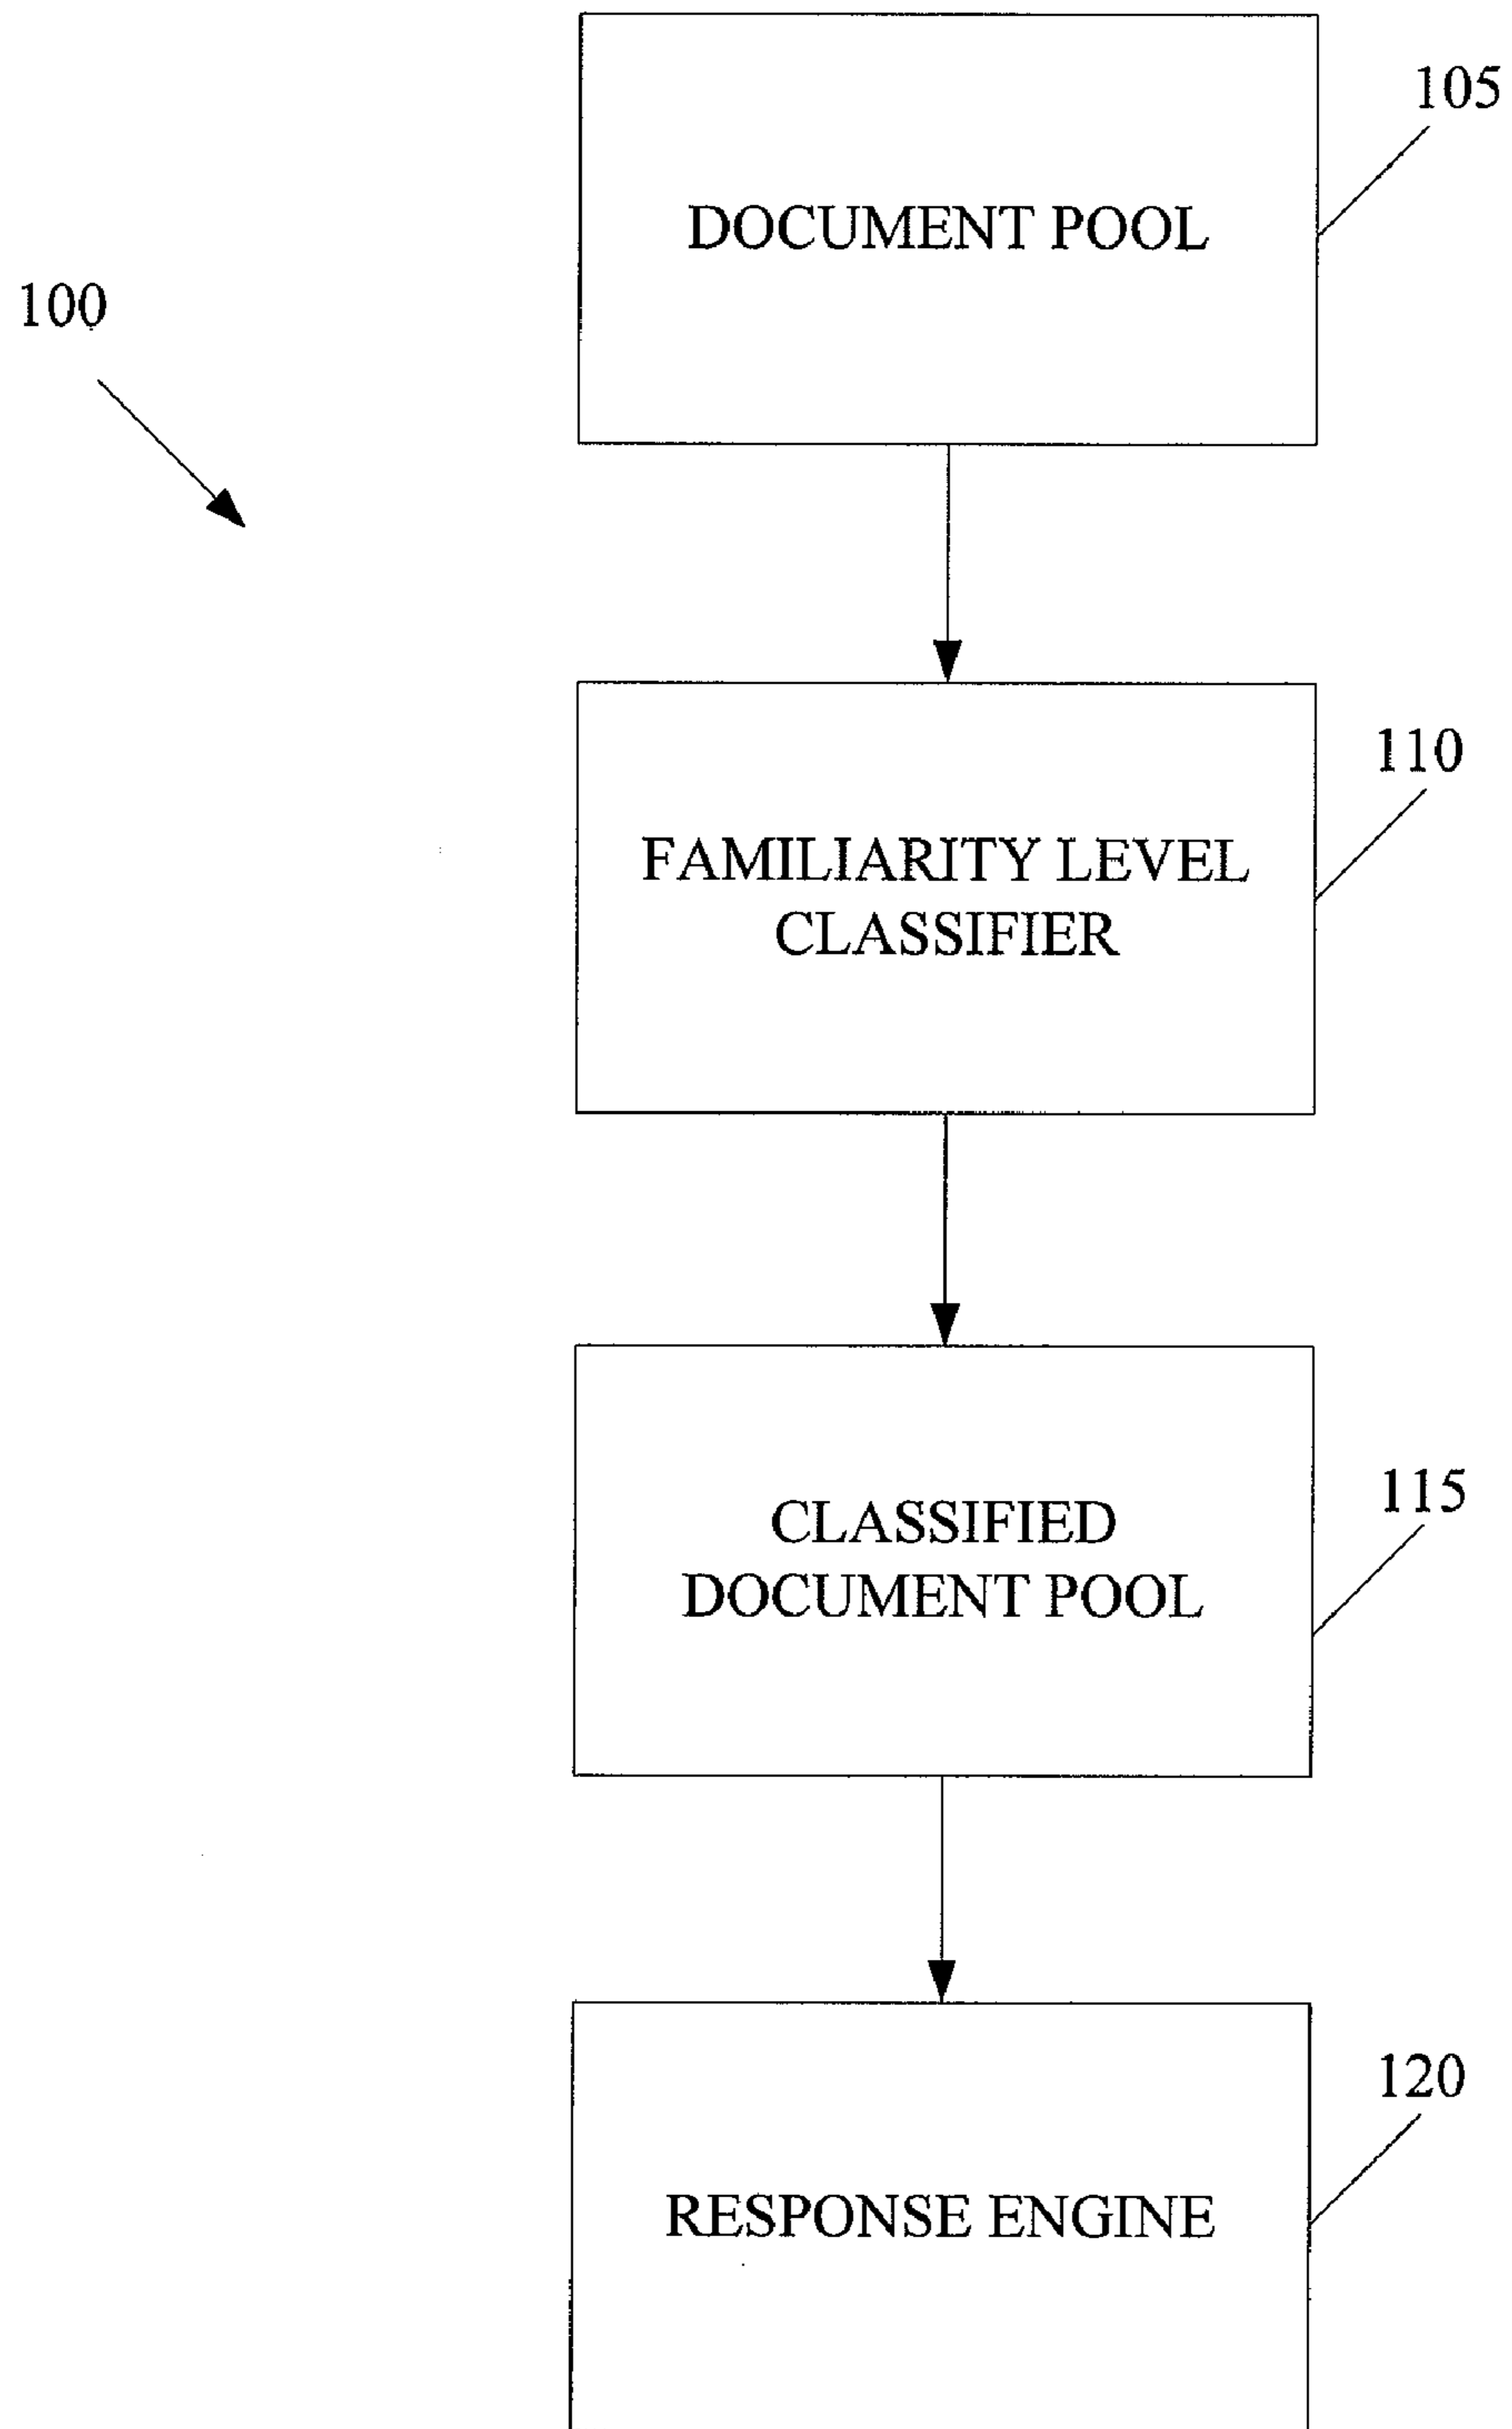 105
DOCUMENT POOL
100
110
FAMILIARITY LEVEL
CLASSIFIER
115
CLASSIFIED
DOCUMENT POOL
120
RESPONSE ENGINE